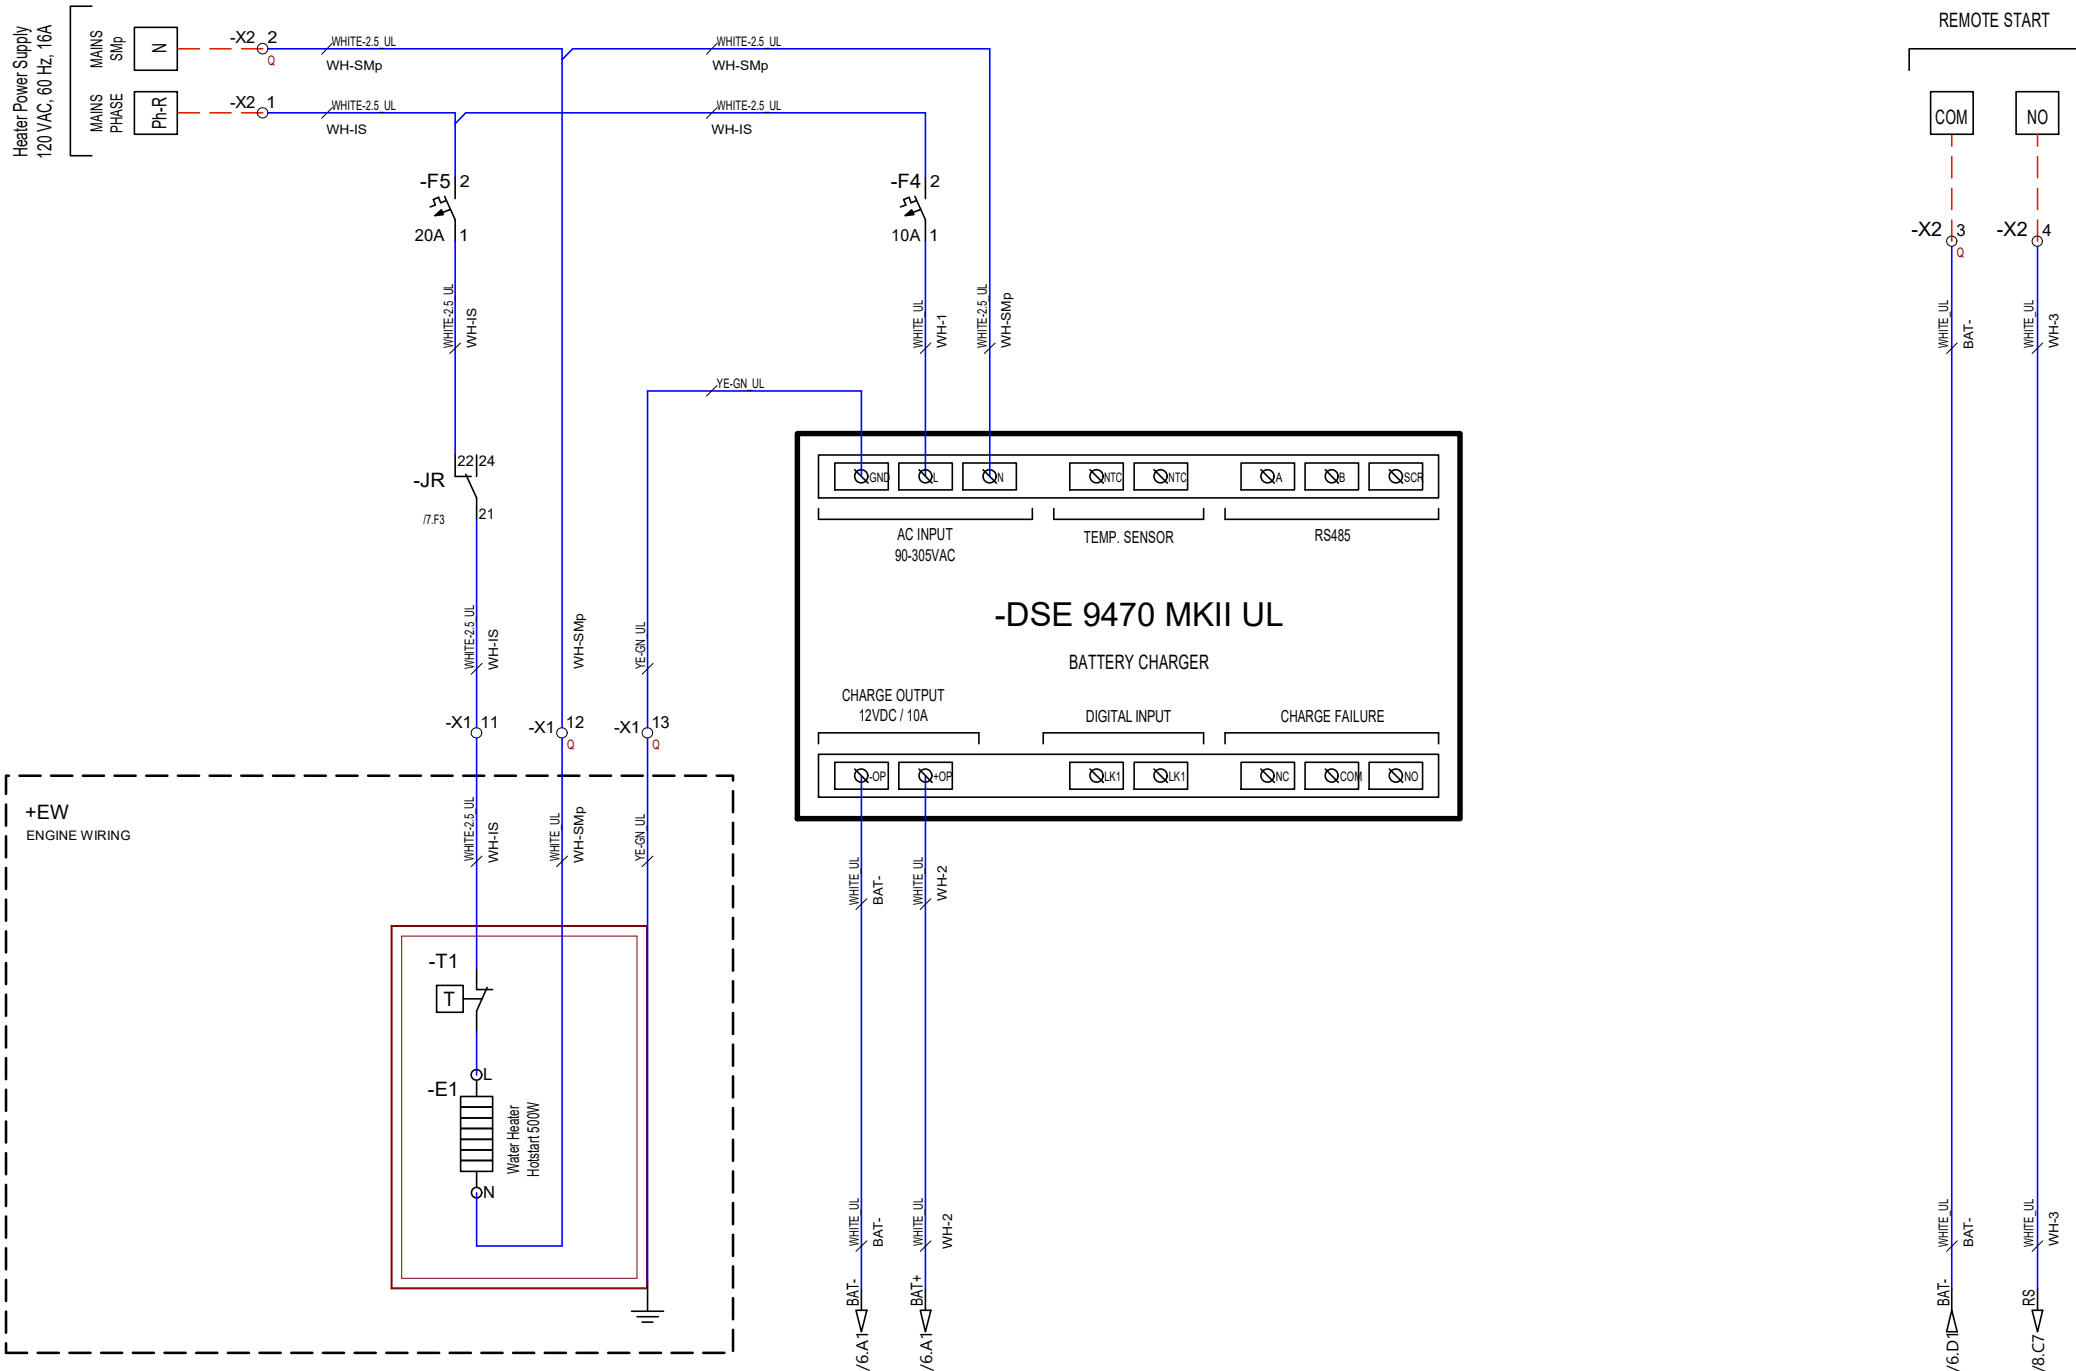 Heater Power Supply
120 VAC, 60 Hz, 16A
MAINS
SMp
N
-X2 2
Q
WHITE-2.5_UL
WH-SMp
WHITE-2.5_UL
WH-SMp
MAINS
PHASE
Ph-R
-X2 1
WHITE-2.5_UL
WH-IS
WHITE-2.5_UL
WH-IS
REMOTE START
COM
NO
-X2 3
Q
-X2 4
-F5 2
20A 1
-F4 2
10A 1
WHITE-2.5_UL
WH-IS
WHITE_UL
WH-1
WHITE-2.5_UL
WH-SMp
WHITE_UL
BAT-
WHITE_UL
WH-3
YE-GN_UL
-JR
22 24
21
/7.F3
GND
L
N
NTC
NTC
A
B
SCR
AC INPUT
90-305VAC
TEMP. SENSOR
RS485
-DSE 9470 MKII UL
BATTERY CHARGER
CHARGE OUTPUT
12VDC / 10A
DIGITAL INPUT
CHARGE FAILURE
-OP
+OP
LK1
LK1
NC
COM
NO
WHITE-2.5_UL
WH-IS
WH-SMp
YE-GN_UL
-X1 11
-X1 12
Q
-X1 13
Q
+EW
ENGINE WIRING
WHITE-2.5_UL
WH-IS
WHITE_UL
WH-SMp
YE-GN_UL
WHITE_UL
BAT-
WHITE_UL
WH-2
-T1
T
L
-E1
N
Water Heater
Hotstart 500W
WHITE_UL
BAT-
WHITE_UL
WH-2
BAT-
/6.A1
BAT+
/6.A1
WHITE_UL
BAT-
WHITE_UL
WH-3
BAT-
/6.D1
RS
/8.C7